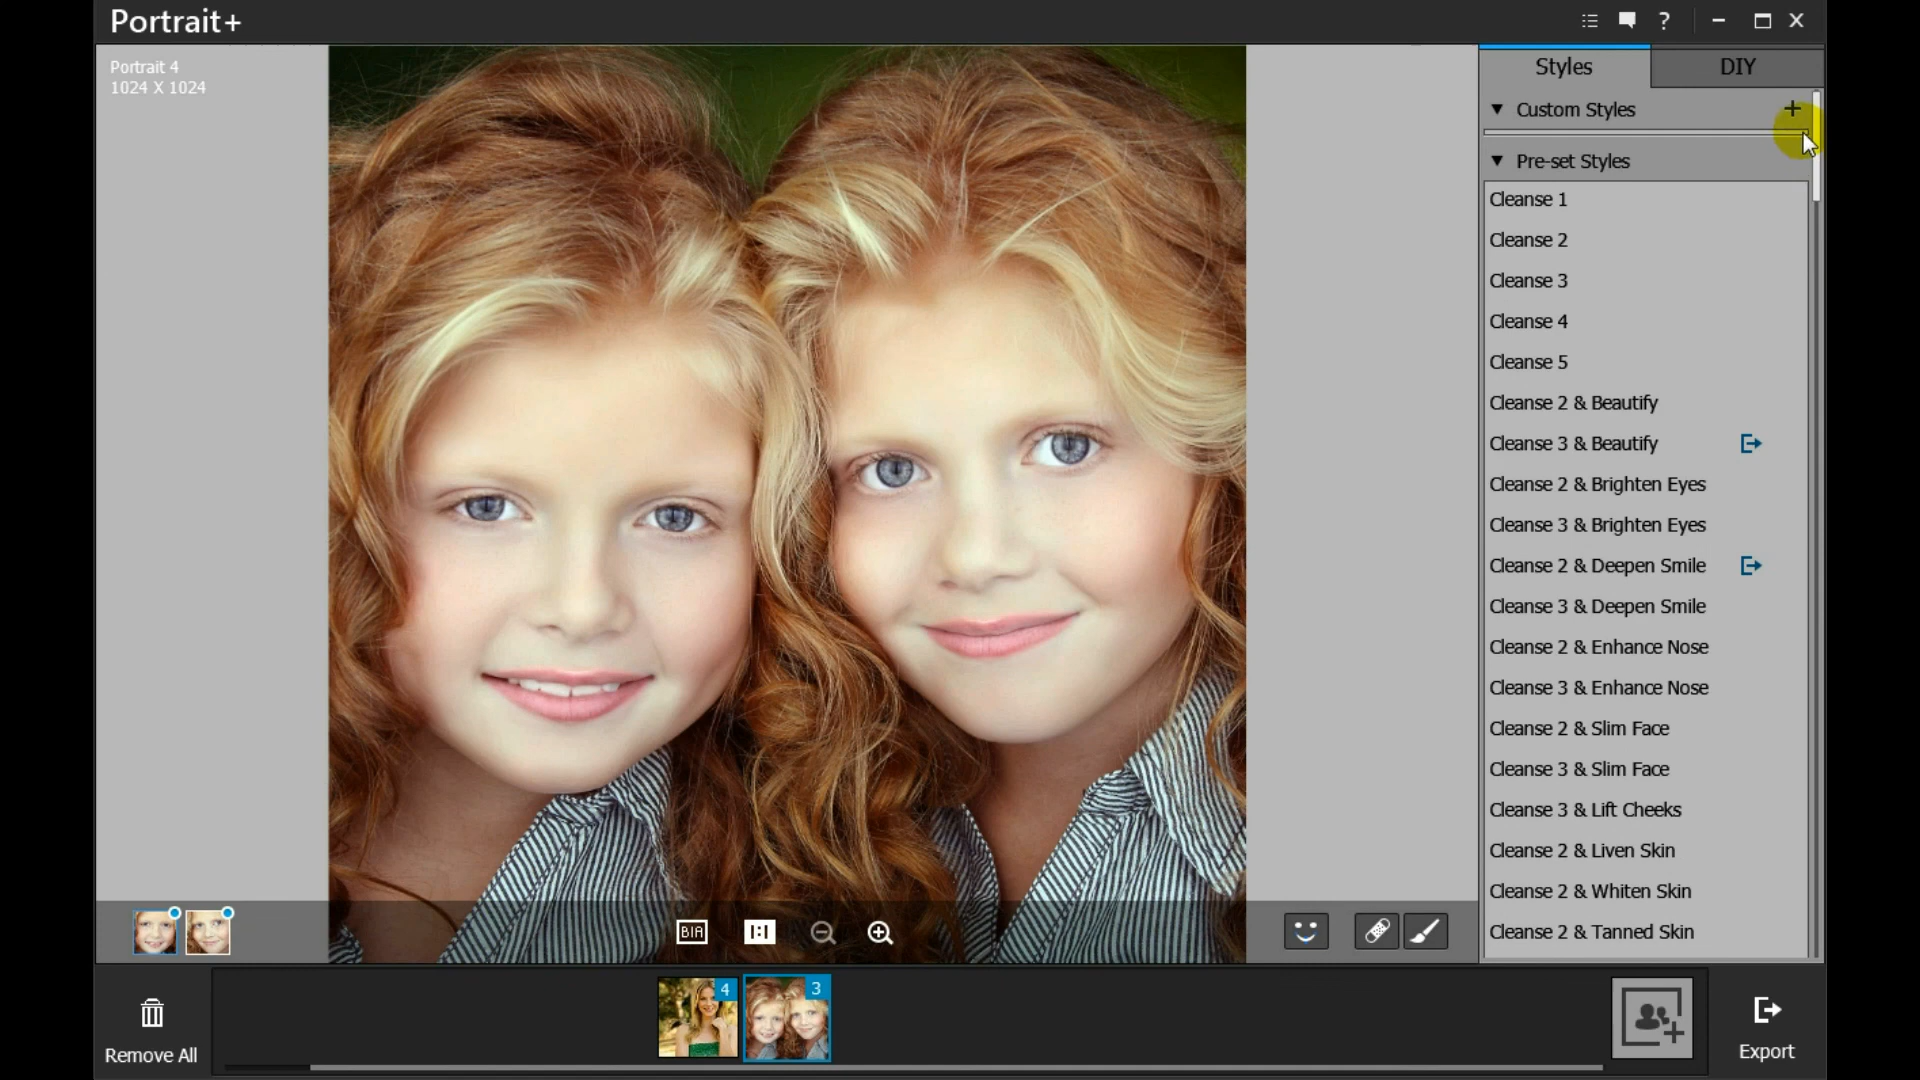 Portrait+
?
Portrait 4
1024 X 1024
Styles
DIY
Custom Styles
Pre-set Styles
Cleanse 1
Cleanse 2
Cleanse 3
Cleanse 4
Cleanse 5
Cleanse 2 & Beautify
Cleanse 3 & Beautify
Cleanse 2 & Brighten Eyes
Cleanse 3 & Brighten Eyes
Cleanse 2 & Deepen Smile
Cleanse 3 & Deepen Smile
Cleanse 2 & Enhance Nose
Cleanse 3 & Enhance Nose
Cleanse 2 & Slim Face
Cleanse 3 & Slim Face
Cleanse 3 & Lift Cheeks
Cleanse 2 & Liven Skin
Cleanse 2 & Whiten Skin
Cleanse 2 & Tanned Skin
B|A
1:1
4
3
Remove All
Export